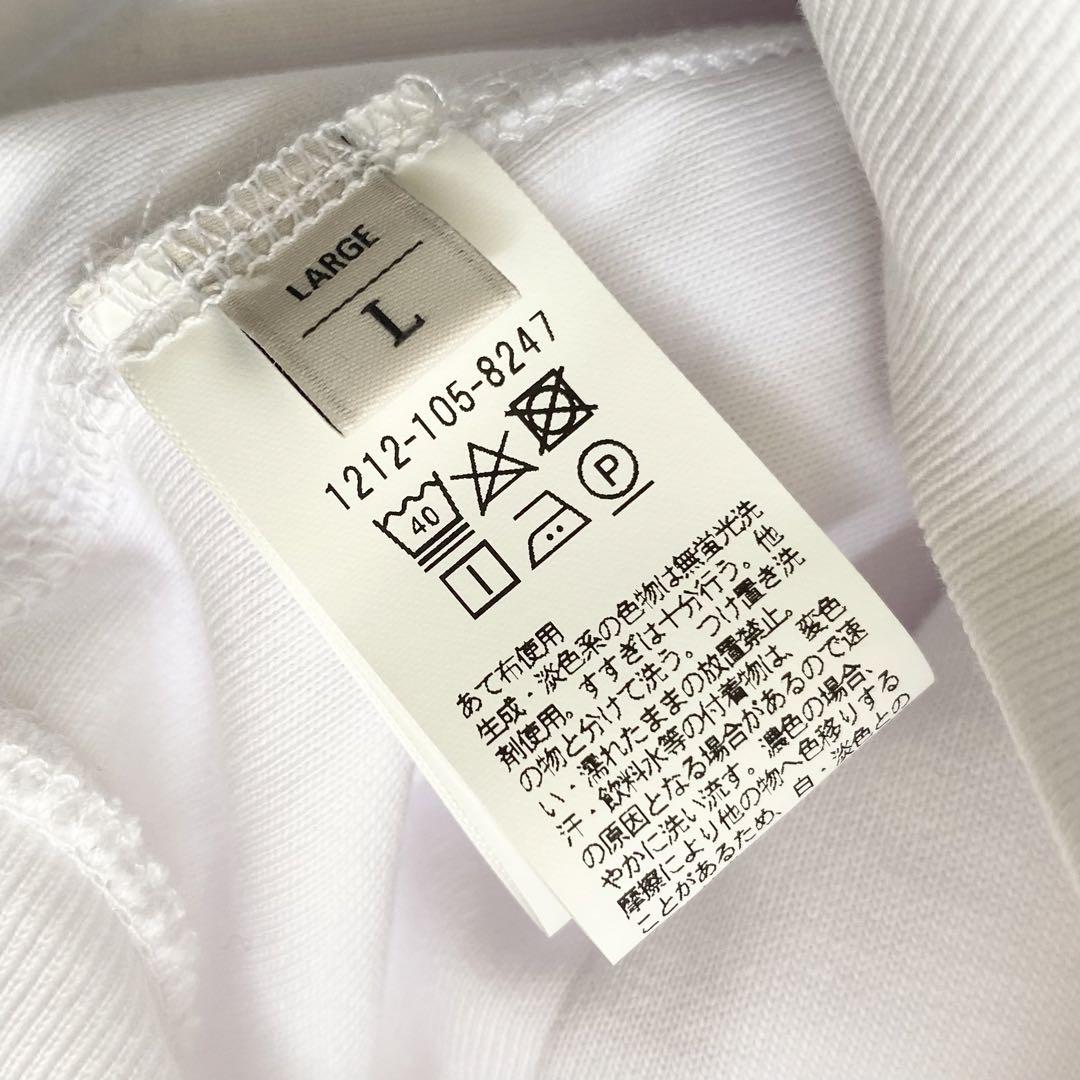 LARGE
L
1212-105-8247
40
P
あて布使用
生成・淡色系の色物は無蛍光洗
剤使用。すすぎは十分行う。他
の物と分けて洗う。つけ置き洗
い・濡れたままの放置禁止。
汗・飲料水等の付着物は、変色
の原因となる場合があるので速
やかに洗い流す。濃色の場合、
摩擦により他の物へ色移りする
ことがあるため、白・淡色との